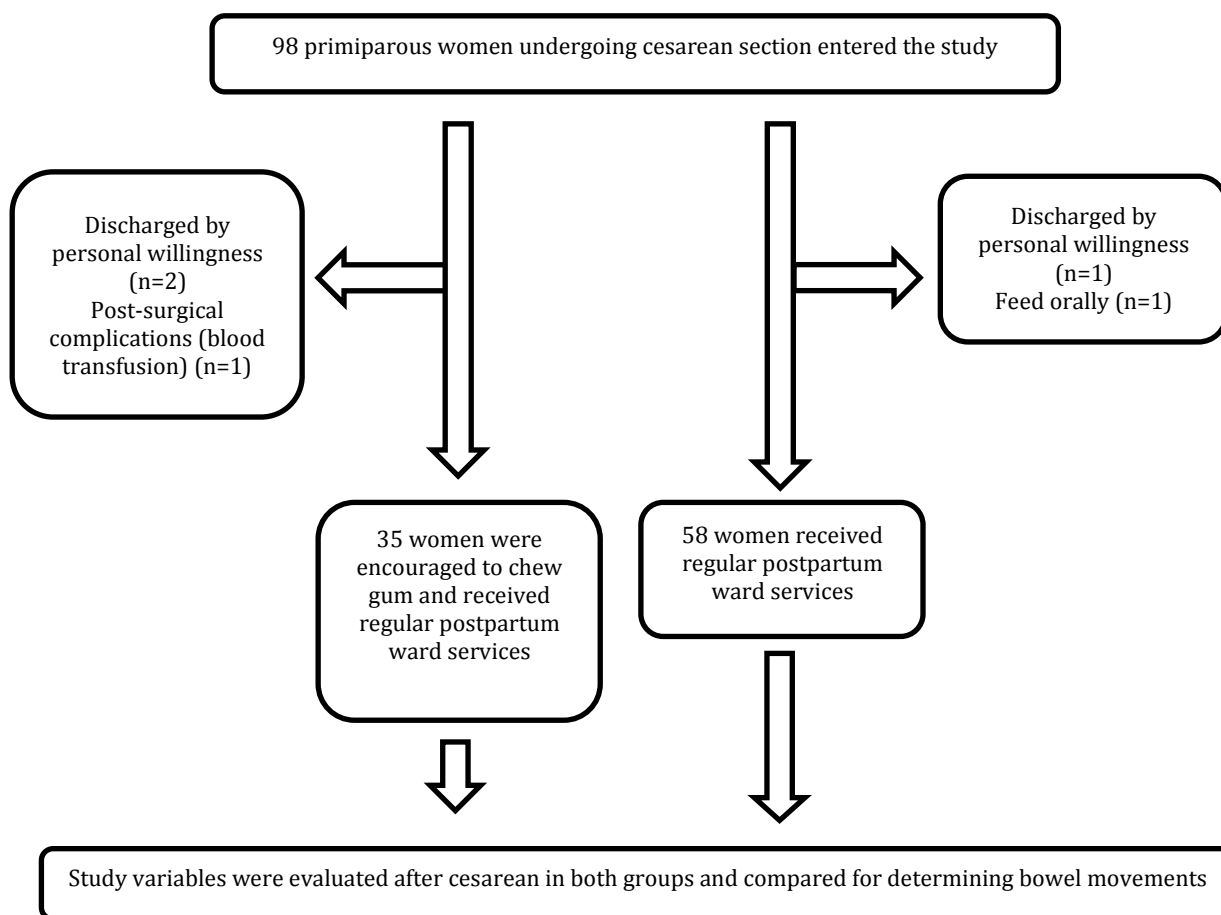 98 primiparous women undergoing cesarean section entered the study
Discharged by
personal willingness
(n=2)
Post-surgical
complications (blood
transfusion) (n=1)
Discharged by
personal willingness
(n=1)
Feed orally (n=1)
35 women were
encouraged to chew
gum and received
regular postpartum
ward services
58 women received
regular postpartum
ward services
Study variables were evaluated after cesarean in both groups and compared for determining bowel movements